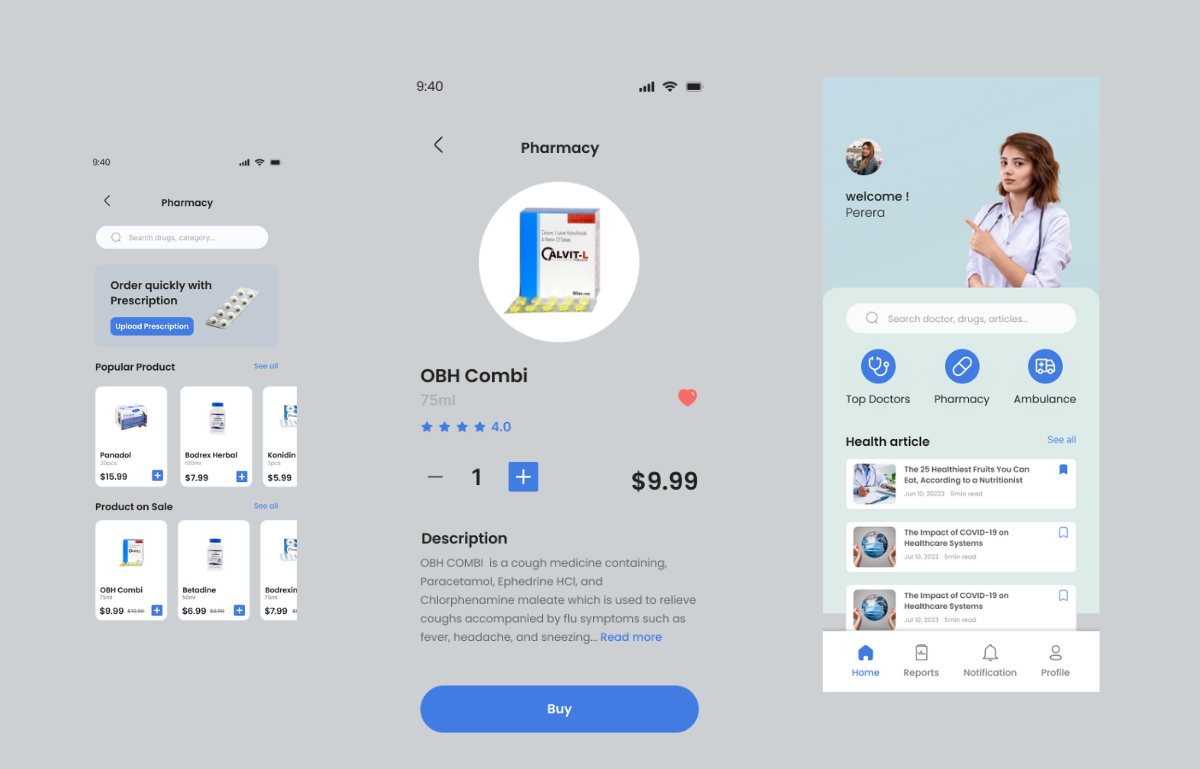 9:40
Pharmacy
Search drugs, category...
Order quickly with
Prescription
Upload Prescription
Popular Product
See all
Panadol
20pcs
$15.99
Bodrex Herbal
100ml
$7.99
Konidin
3pcs
$5.99
Product on Sale
See all
OBH Combi
75ml
$9.99
Betadine
50ml
$6.99
Bodrexin
75ml
$7.99
9:40
Pharmacy
CALVIT-L
OBH Combi
75ml
4.0
1
$9.99
Description
OBH COMBI is a cough medicine containing,
Paracetamol, Ephedrine HCl, and
Chlorphenamine maleate which is used to relieve
coughs accompanied by flu symptoms such as
fever, headache, and sneezing... Read more
Buy
welcome !
Perera
Search doctor, drugs, articles...
Top Doctors
Pharmacy
Ambulance
Health article
See all
The 25 Healthiest Fruits You Can
Eat, According to a Nutritionist
Jun 10, 20223 5min read
The Impact of COVID-19 on
Healthcare Systems
Jul 10, 2023 5min read
The Impact of COVID-19 on
Healthcare Systems
Jul 10, 2023 5min read
Home
Reports
Notification
Profile